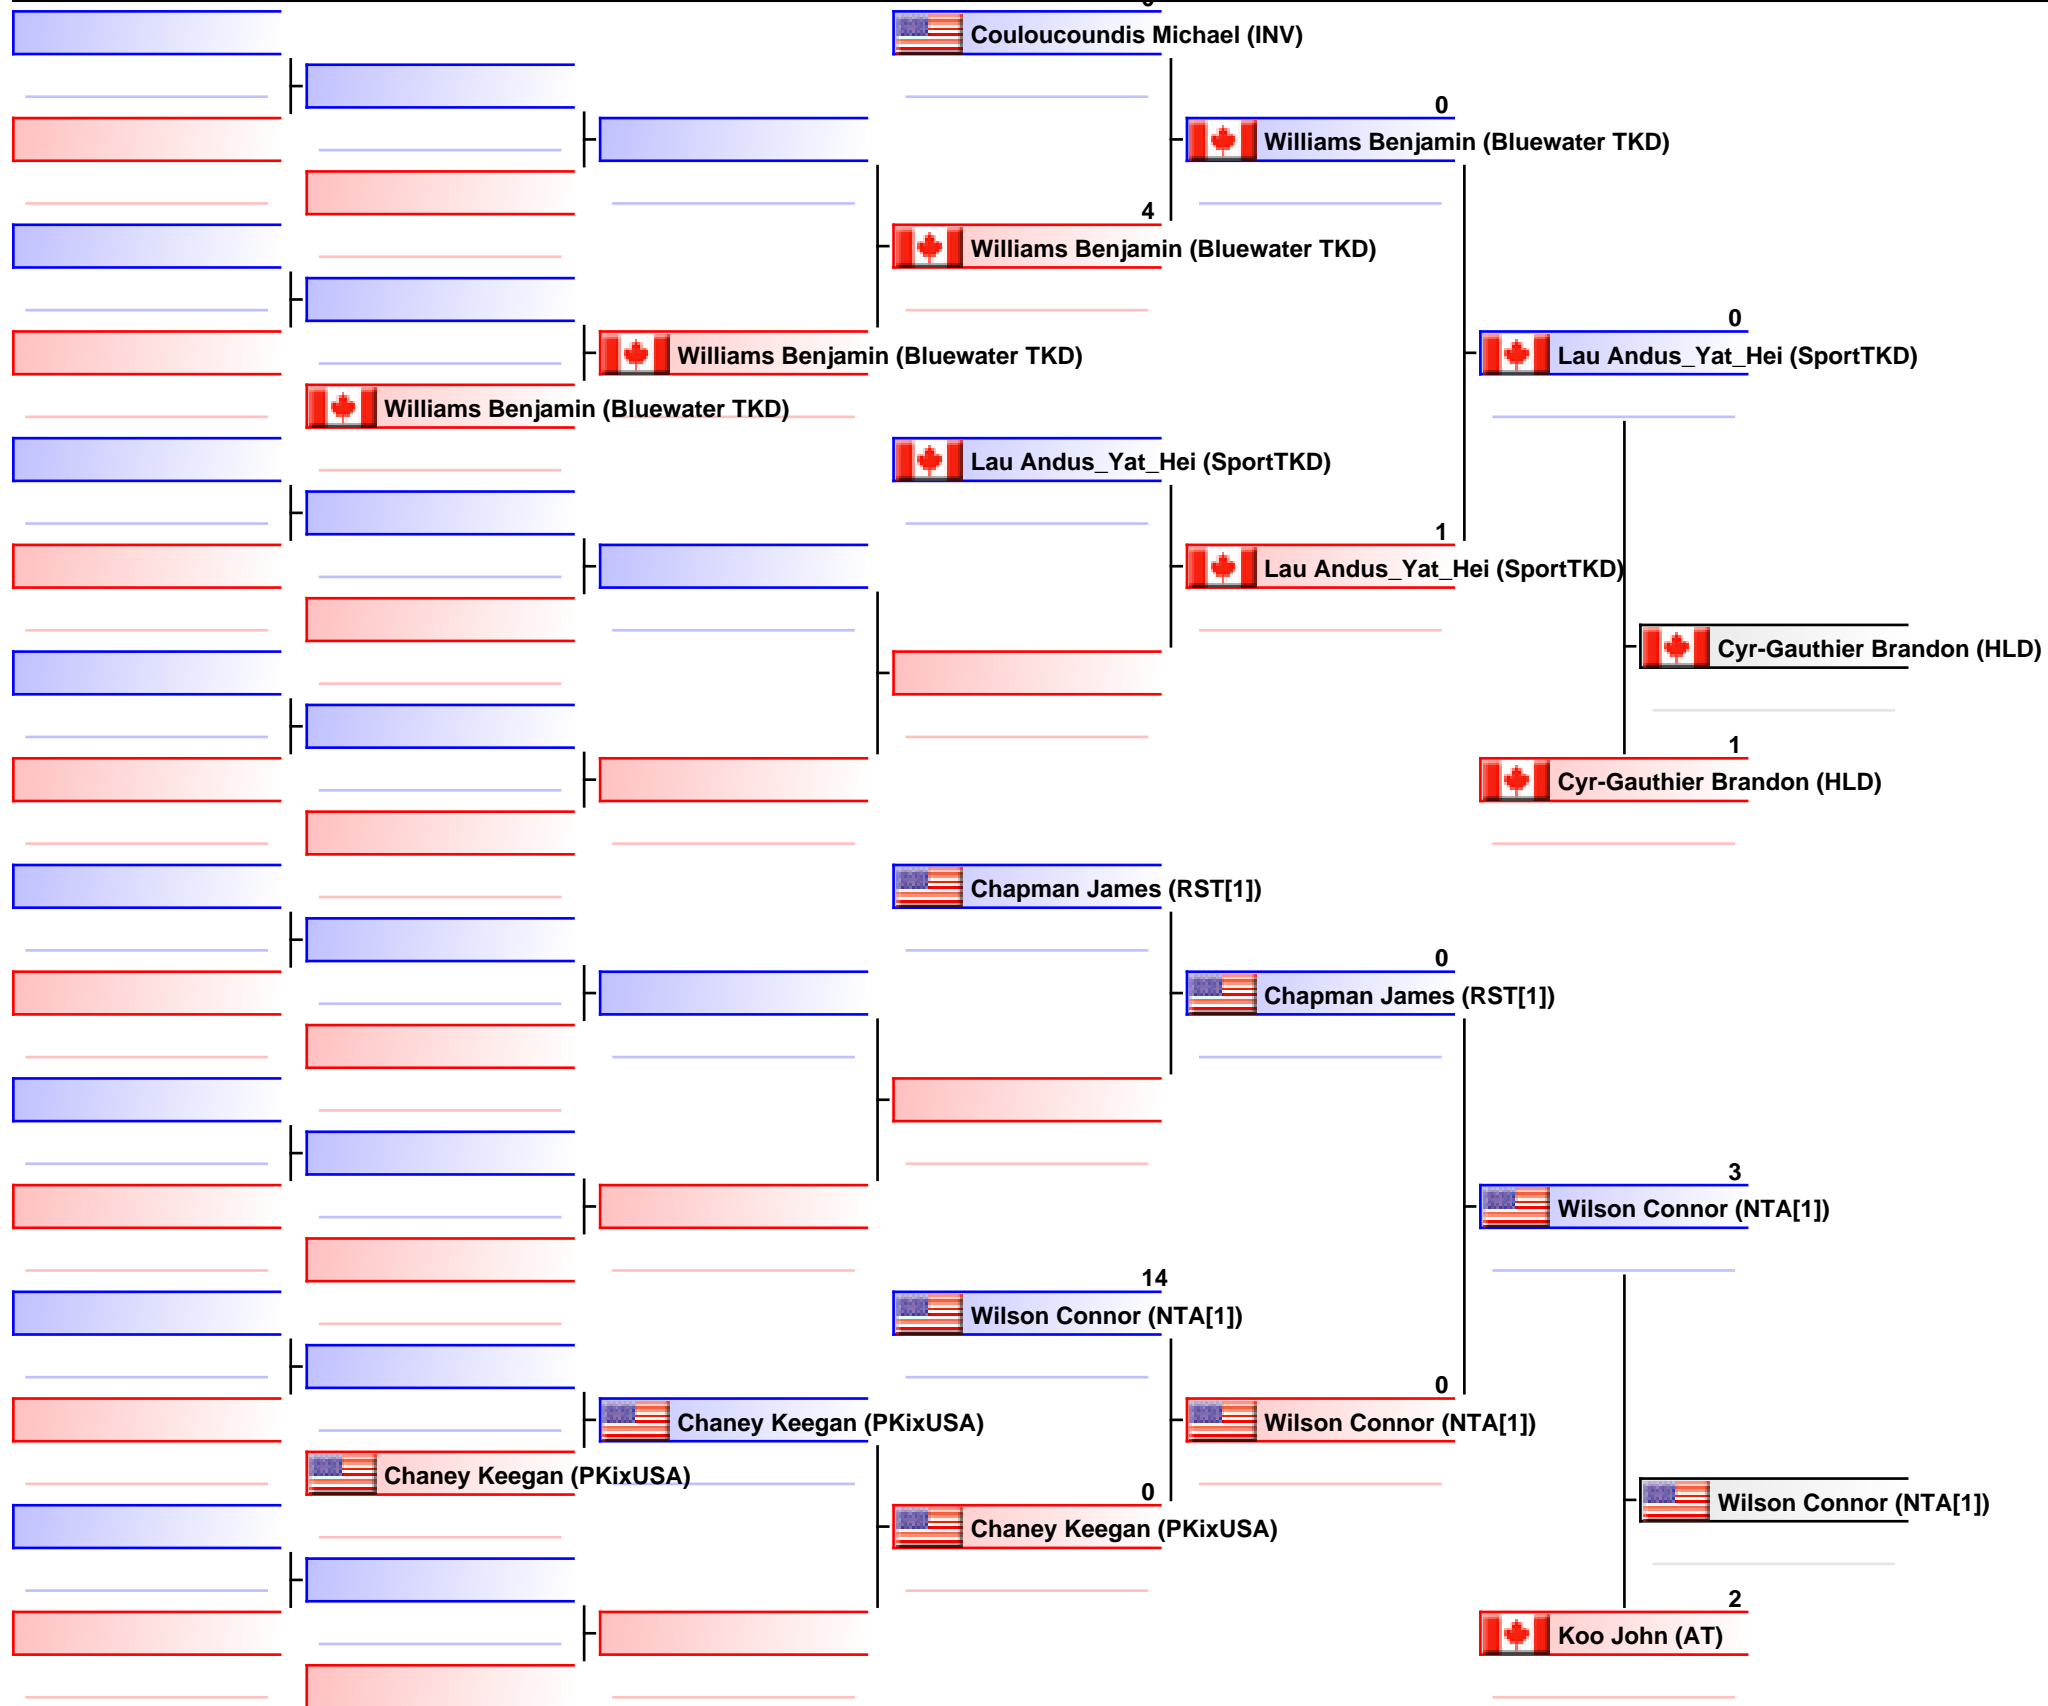 Couloucoundis Michael (INV)
0
Williams Benjamin (Bluewater TKD)
4
Williams Benjamin (Bluewater TKD)
0
Lau Andus_Yat_Hei (SportTKD)
Williams Benjamin (Bluewater TKD)
Williams Benjamin (Bluewater TKD)
Lau Andus_Yat_Hei (SportTKD)
1
Lau Andus_Yat_Hei (SportTKD)
Cyr-Gauthier Brandon (HLD)
1
Cyr-Gauthier Brandon (HLD)
Chapman James (RST[1])
0
Chapman James (RST[1])
3
Wilson Connor (NTA[1])
14
Wilson Connor (NTA[1])
0
Chaney Keegan (PKixUSA)
Wilson Connor (NTA[1])
Chaney Keegan (PKixUSA)
0
Wilson Connor (NTA[1])
Chaney Keegan (PKixUSA)
2
Koo John (AT)